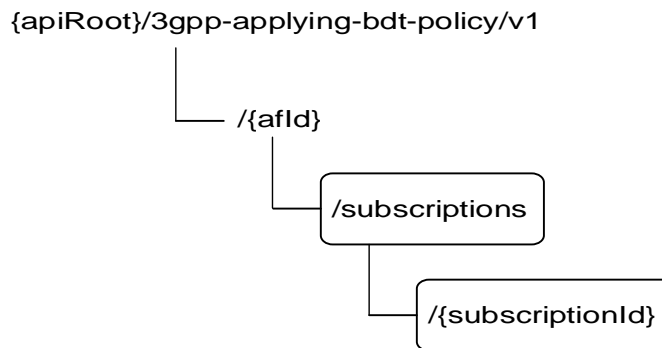 {apiRoot}/3gpp-applying-bdt-policy/v1
/{afId}
/subscriptions
/{subscriptionId}